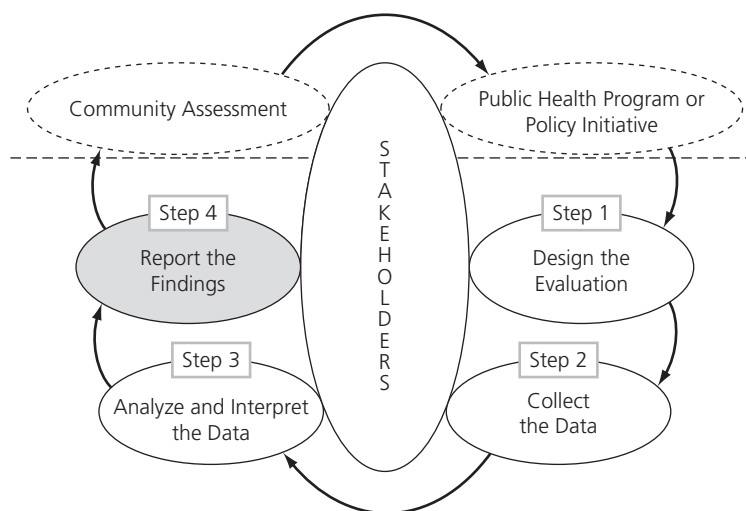 Community Assessment
Public Health Program or
Policy Initiative
STAKEHOLDERS
Step 4
Report the
Findings
Step 1
Design the
Evaluation
Step 3
Analyze and Interpret
the Data
Step 2
Collect
the Data